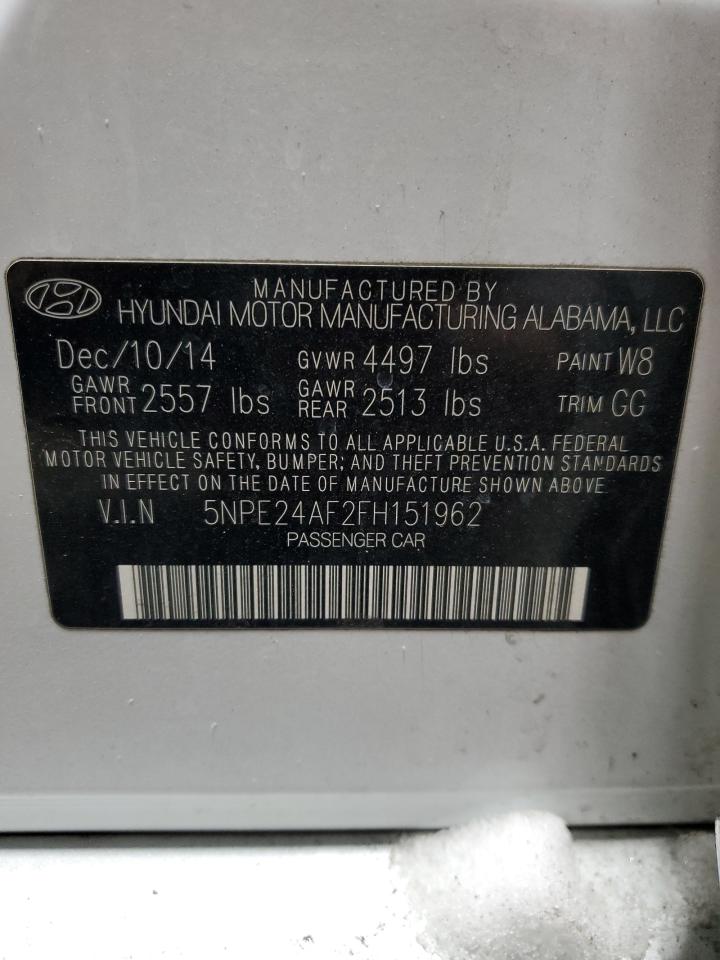 MANUFACTURED BY
HYUNDAI MOTOR MANUFACTURING ALABAMA, LLC
Dec/10/14 GVWR 4497 lbs PAINT W8
GAWR FRONT 2557 lbs GAWR REAR 2513 lbs TRIM GG
THIS VEHICLE CONFORMS TO ALL APPLICABLE U.S.A. FEDERAL
MOTOR VEHICLE SAFETY, BUMPER; AND THEFT PREVENTION STANDARDS
IN EFFECT ON THE DATE OF MANUFACTURE SHOWN ABOVE.
V.I.N 5NPE24AF2FH151962
PASSENGER CAR